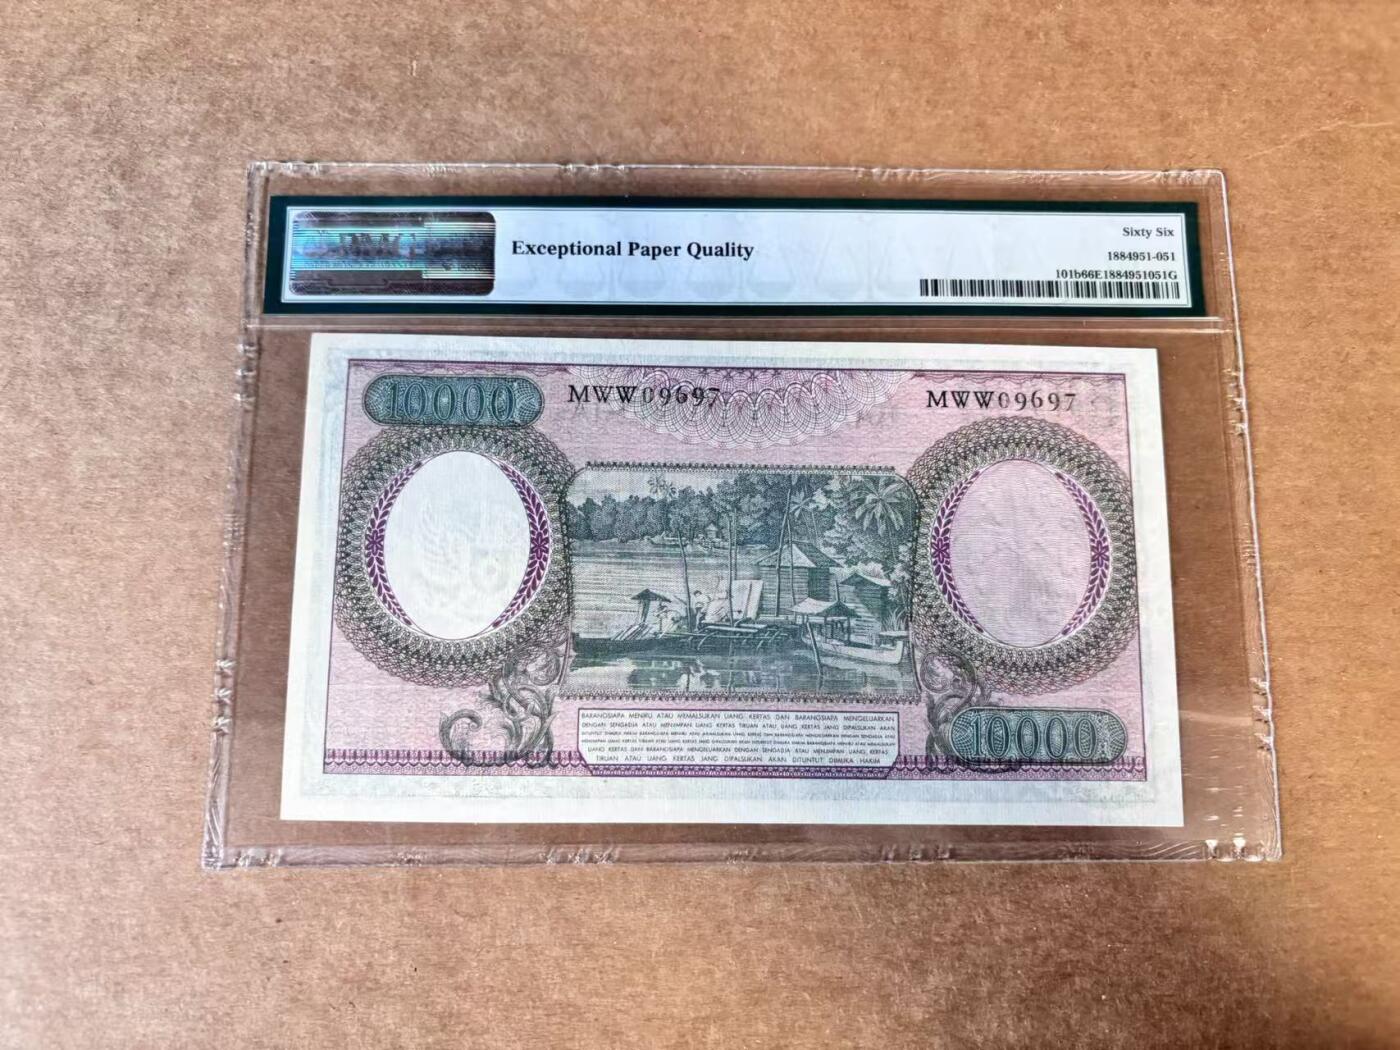 Exceptional Paper Quality
Sixty Six
1884951-051
101b66E1884951051G
10000
MWW09697
MWW09697
BARANGSIAPA MENIRU ATAU MEMALSUKAN UANG KERTAS DAN BARANGSIAPA MENGELUARKAN
DENGAN SENGADJA ATAU MENJIMPAN UANG KERTAS TIRUAN ATAU UANG KERTAS JANG DIPALSUKAN AKAN
UANG KERTAS DAN BARANGSIAPA MENGELUARKAN DENGAN SENGADJA ATAU MENJIMPAN UANG KERTAS
TIRUAN ATAU UANG KERTAS JANG DIPALSUKAN AKAN DITUNTUT DIMUKA HAKIM
10000